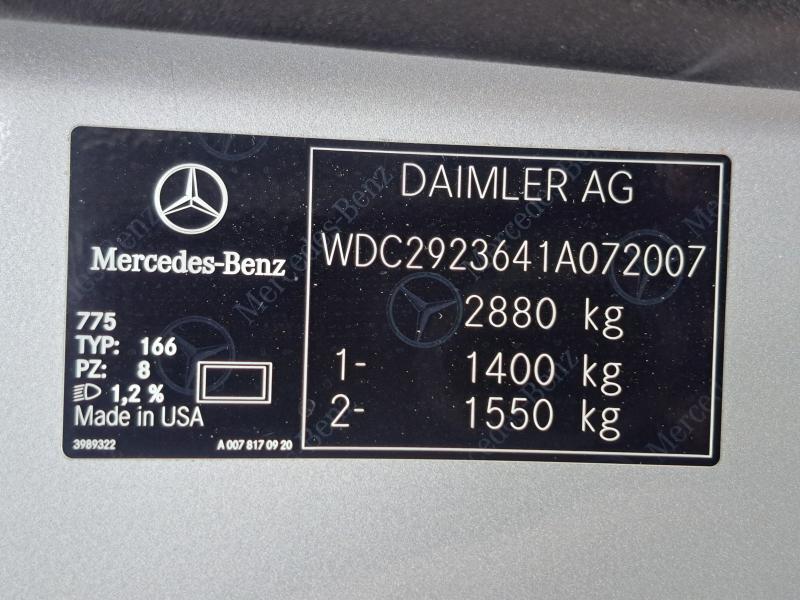 Mercedes-Benz
775
TYP: 166
PZ: 8
1,2 %
Made in USA
3989322
A 007 817 09 20
DAIMLER AG
WDC2923641A072007
2880 kg
1- 1400 kg
2- 1550 kg